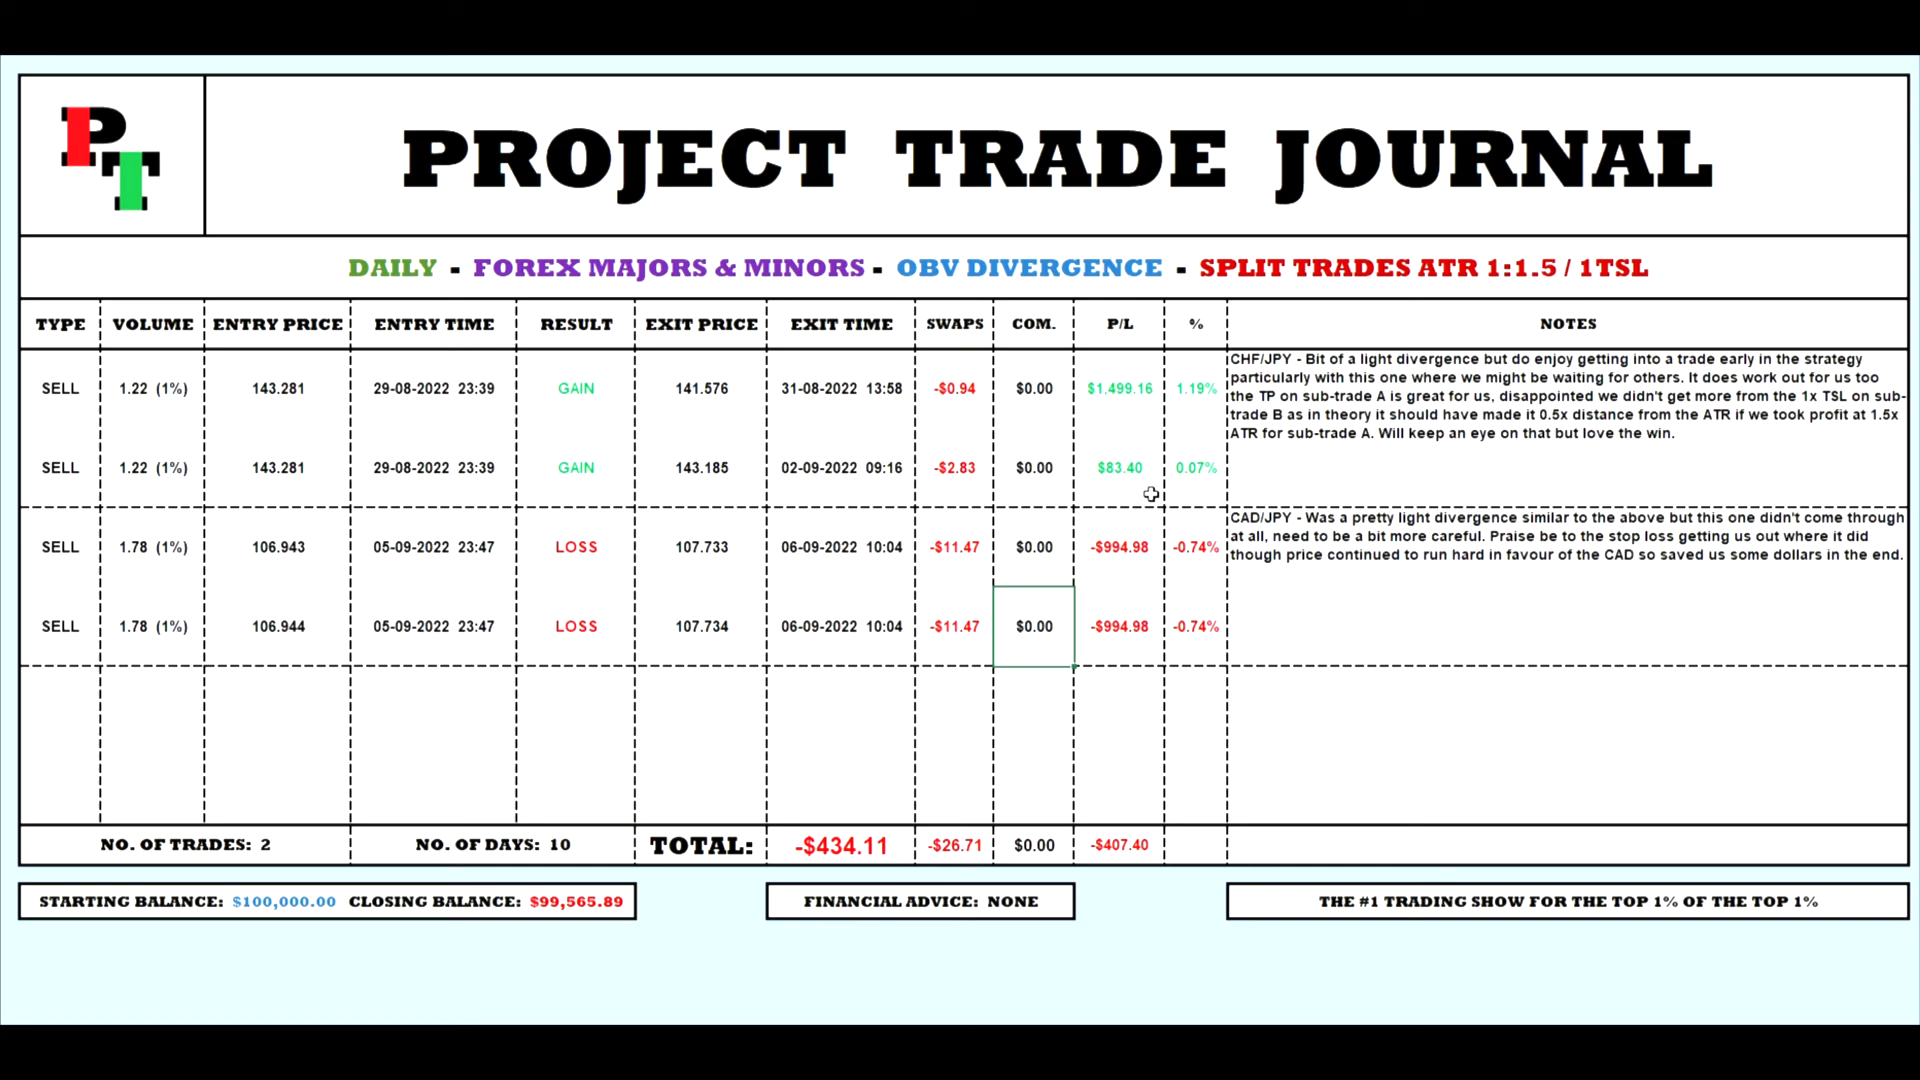 PT
PROJECT TRADE JOURNAL
DAILY - FOREX MAJORS & MINORS - OBV DIVERGENCE - SPLIT TRADES ATR 1:1.5 / 1TSL
TYPE VOLUME ENTRY PRICE ENTRY TIME RESULT EXIT PRICE EXIT TIME SWAPS COM. P/L % NOTES
SELL 1.22 (1%) 143.281 29-08-2022 23:39 GAIN 141.576 31-08-2022 13:58 -$0.94 $0.00 $1,499.16 1.19%
CHF/JPY - Bit of a light divergence but do enjoy getting into a trade early in the strategy
particularly with this one where we might be waiting for others. It does work out for us too
the TP on sub-trade A is great for us, disappointed we didn't get more from the 1x TSL on sub-
trade B as in theory it should have made it 0.5x distance from the ATR if we took profit at 1.5x
ATR for sub-trade A. Will keep an eye on that but love the win.
SELL 1.22 (1%) 143.281 29-08-2022 23:39 GAIN 143.185 02-09-2022 09:16 -$2.83 $0.00 $83.40 0.07%
SELL 1.78 (1%) 106.943 05-09-2022 23:47 LOSS 107.733 06-09-2022 10:04 -$11.47 $0.00 -$994.98 -0.74%
CAD/JPY - Was a pretty light divergence similar to the above but this one didn't come through
at all, need to be a bit more careful. Praise be to the stop loss getting us out where it did
though price continued to run hard in favour of the CAD so saved us some dollars in the end.
SELL 1.78 (1%) 106.944 05-09-2022 23:47 LOSS 107.734 06-09-2022 10:04 -$11.47 $0.00 -$994.98 -0.74%
NO. OF TRADES: 2 NO. OF DAYS: 10 TOTAL: -$434.11 -$26.71 $0.00 -$407.40
STARTING BALANCE: $100,000.00 CLOSING BALANCE: $99,565.89 FINANCIAL ADVICE: NONE THE #1 TRADING SHOW FOR THE TOP 1% OF THE TOP 1%